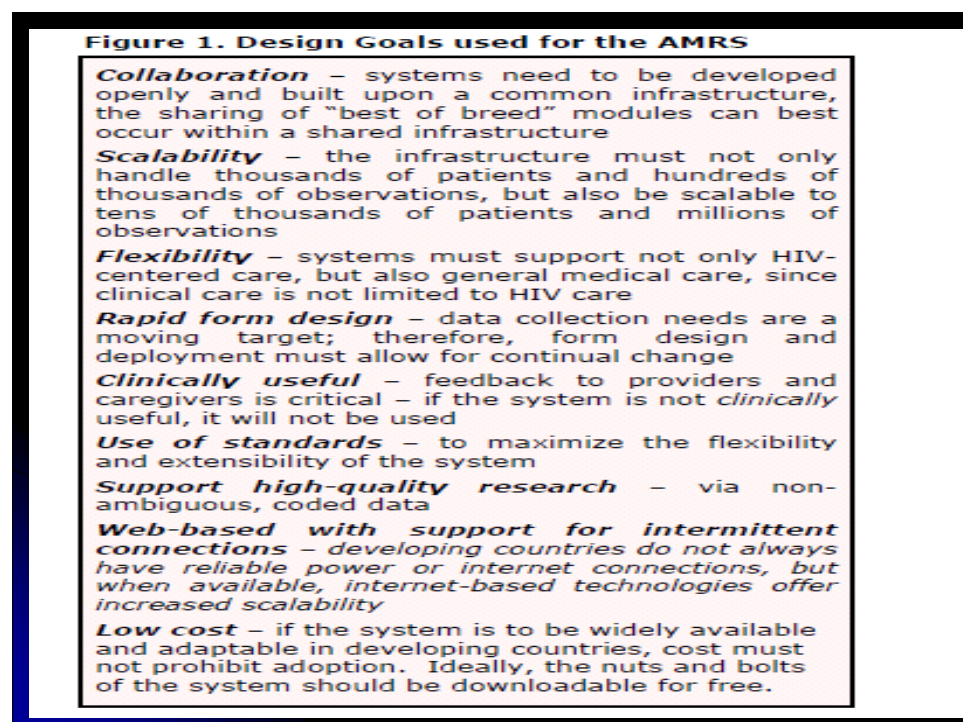 Figure 1. Design Goals used for the AMRS
Collaboration – systems need to be developed
openly and built upon a common infrastructure,
the sharing of “best of breed” modules can best
occur within a shared infrastructure
Scalability – the infrastructure must not only
handle thousands of patients and hundreds of
thousands of observations, but also be scalable to
tens of thousands of patients and millions of
observations
Flexibility – systems must support not only HIV-
centered care, but also general medical care, since
clinical care is not limited to HIV care
Rapid form design – data collection needs are a
moving target; therefore, form design and
deployment must allow for continual change
Clinically useful – feedback to providers and
caregivers is critical – if the system is not clinically
useful, it will not be used
Use of standards – to maximize the flexibility
and extensibility of the system
Support high-quality research – via non-
ambiguous, coded data
Web-based with support for intermittent
connections – developing countries do not always
have reliable power or internet connections, but
when available, internet-based technologies offer
increased scalability
Low cost – if the system is to be widely available
and adaptable in developing countries, cost must
not prohibit adoption. Ideally, the nuts and bolts
of the system should be downloadable for free.